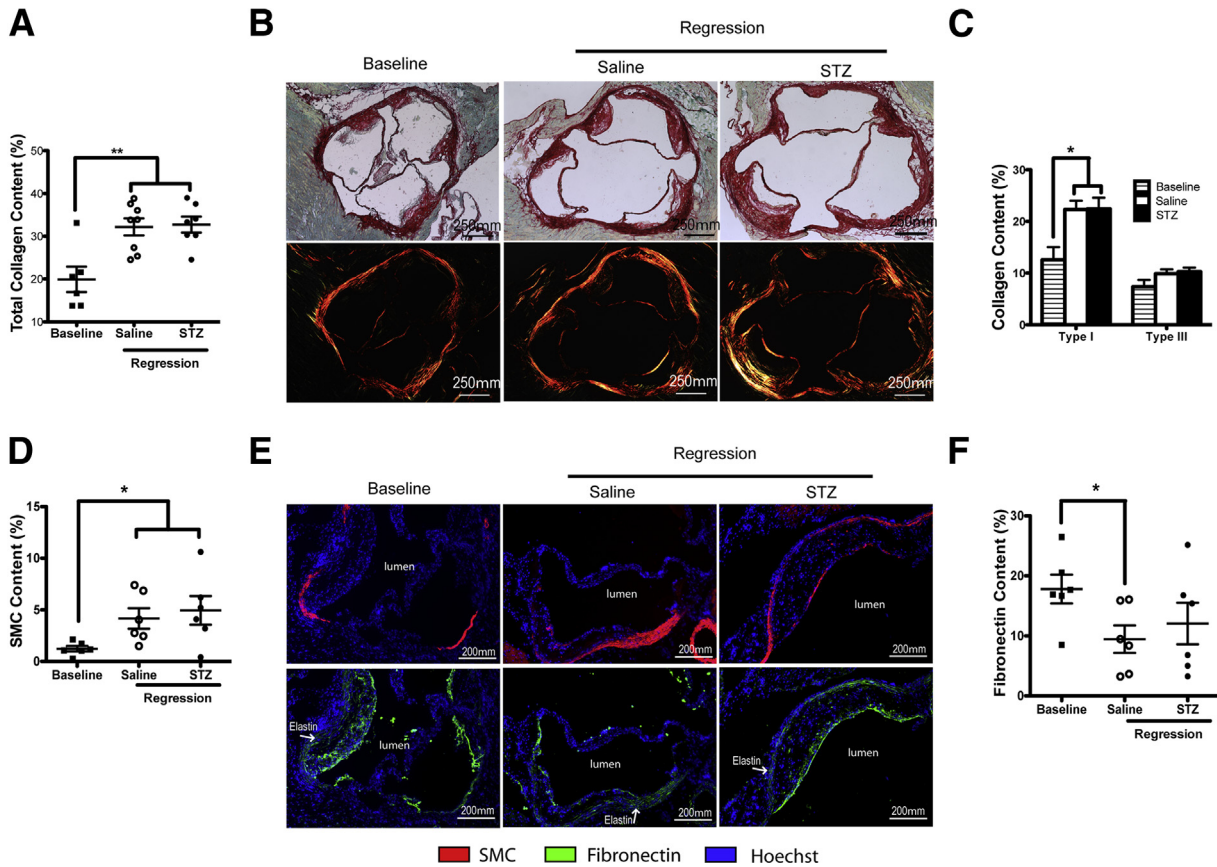 A
Total Collagen Content (%)
50
40
30
20
10
**
Baseline
Saline
STZ
Regression
B
Regression
Baseline
Saline
STZ
250mm
250mm
250mm
250mm
250mm
250mm
C
Collagen Content (%)
30
20
10
0
*
Baseline
Saline
STZ
Type I
Type III
D
SMC Content (%)
15
10
5
0
*
Baseline
Saline
STZ
Regression
E
Regression
Baseline
Saline
STZ
lumen
lumen
lumen
200mm
200mm
200mm
Elastin
lumen
lumen
Elastin
Elastin
lumen
200mm
200mm
200mm
SMC
Fibronectin
Hoechst
F
Fibronectin Content (%)
30
20
10
0
*
Baseline
Saline
STZ
Regression